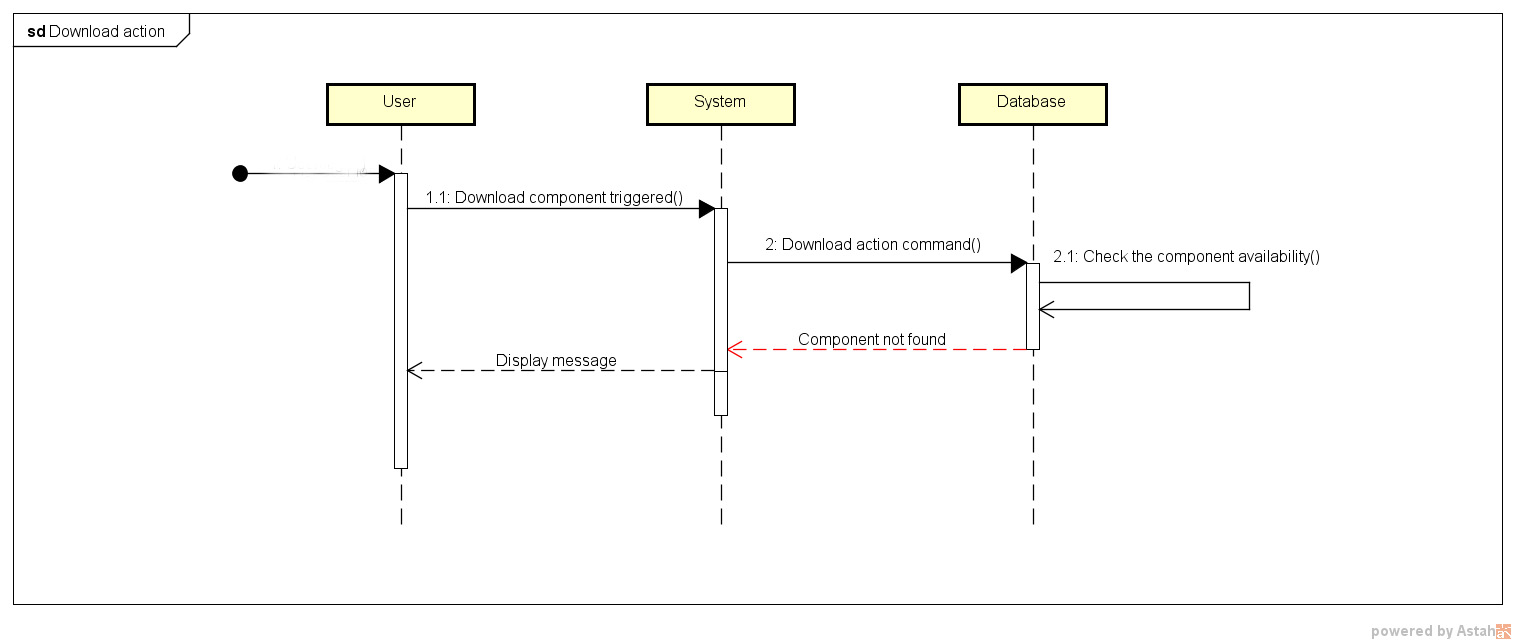 sd Download action
User
System
Database
1.1: Download component triggered()
2: Download action command()
2.1: Check the component availability()
Component not found
Display message
powered by Astah